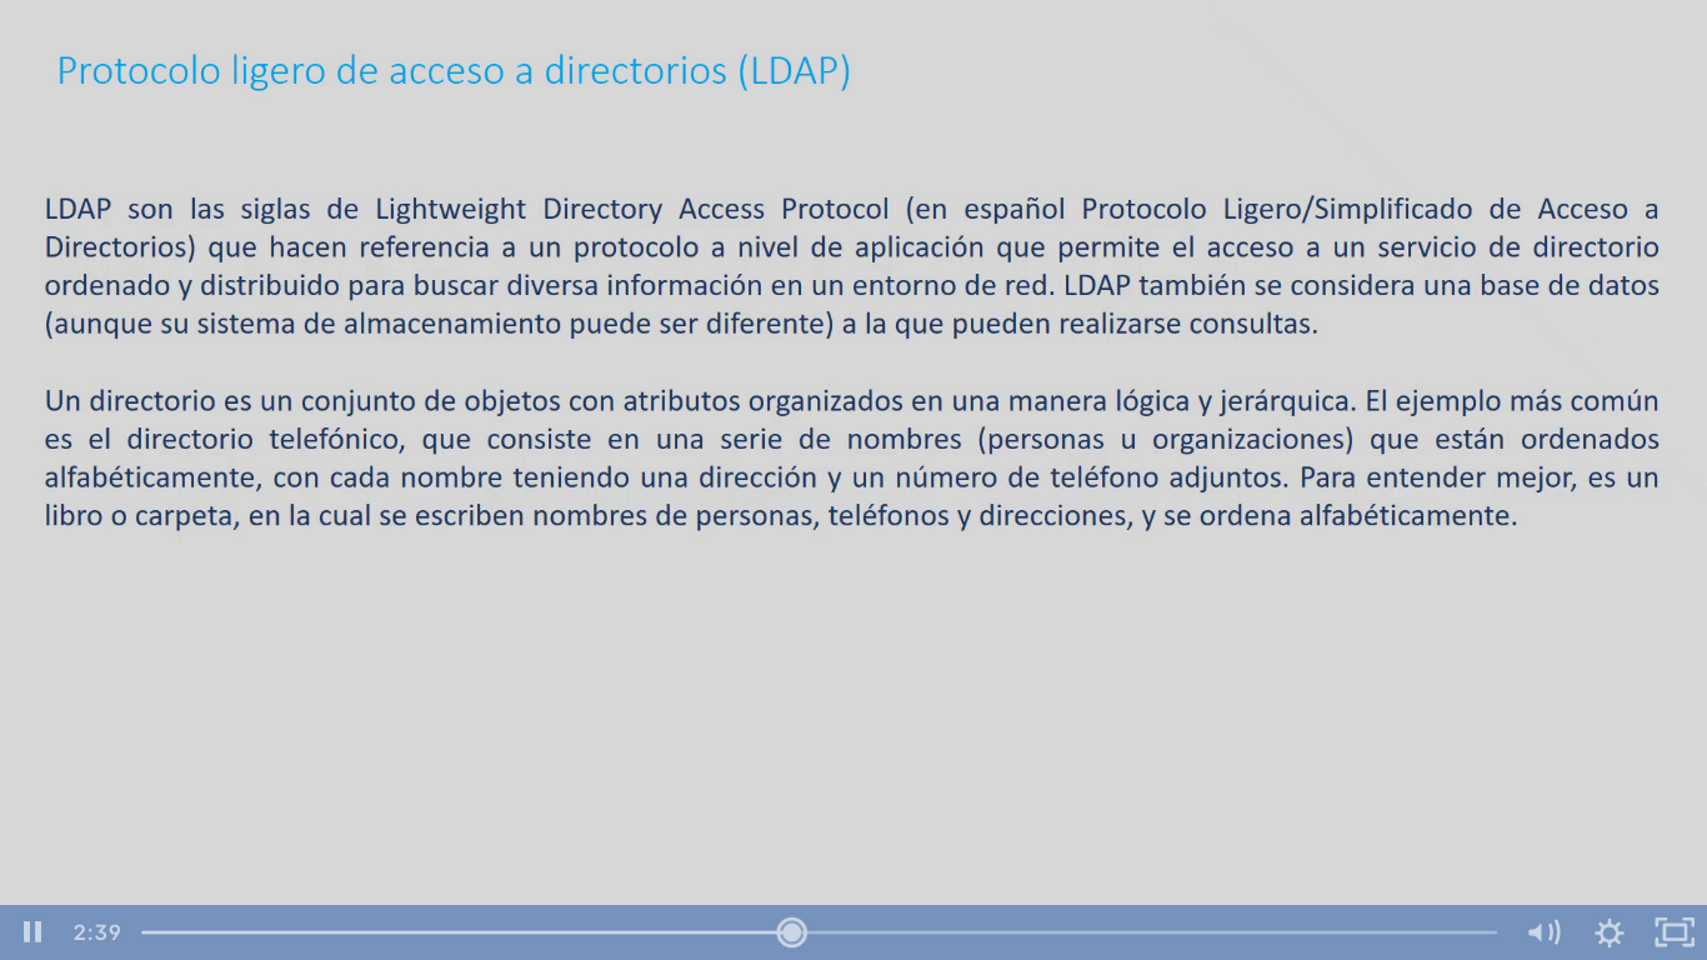 Protocolo ligero de acceso a directorios (LDAP)
LDAP son las siglas de Lightweight Directory Access Protocol (en español Protocolo Ligero/Simplificado de Acceso a
Directorios) que hacen referencia a un protocolo a nivel de aplicación que permite el acceso a un servicio de directorio
ordenado y distribuido para buscar diversa información en un entorno de red. LDAP también se considera una base de datos
(aunque su sistema de almacenamiento puede ser diferente) a la que pueden realizarse consultas.
Un directorio es un conjunto de objetos con atributos organizados en una manera lógica y jerárquica. El ejemplo más común
es el directorio telefónico, que consiste en una serie de nombres (personas u organizaciones) que están ordenados
alfabéticamente, con cada nombre teniendo una dirección y un número de teléfono adjuntos. Para entender mejor, es un
libro o carpeta, en la cual se escriben nombres de personas, teléfonos y direcciones, y se ordena alfabéticamente.
2:39